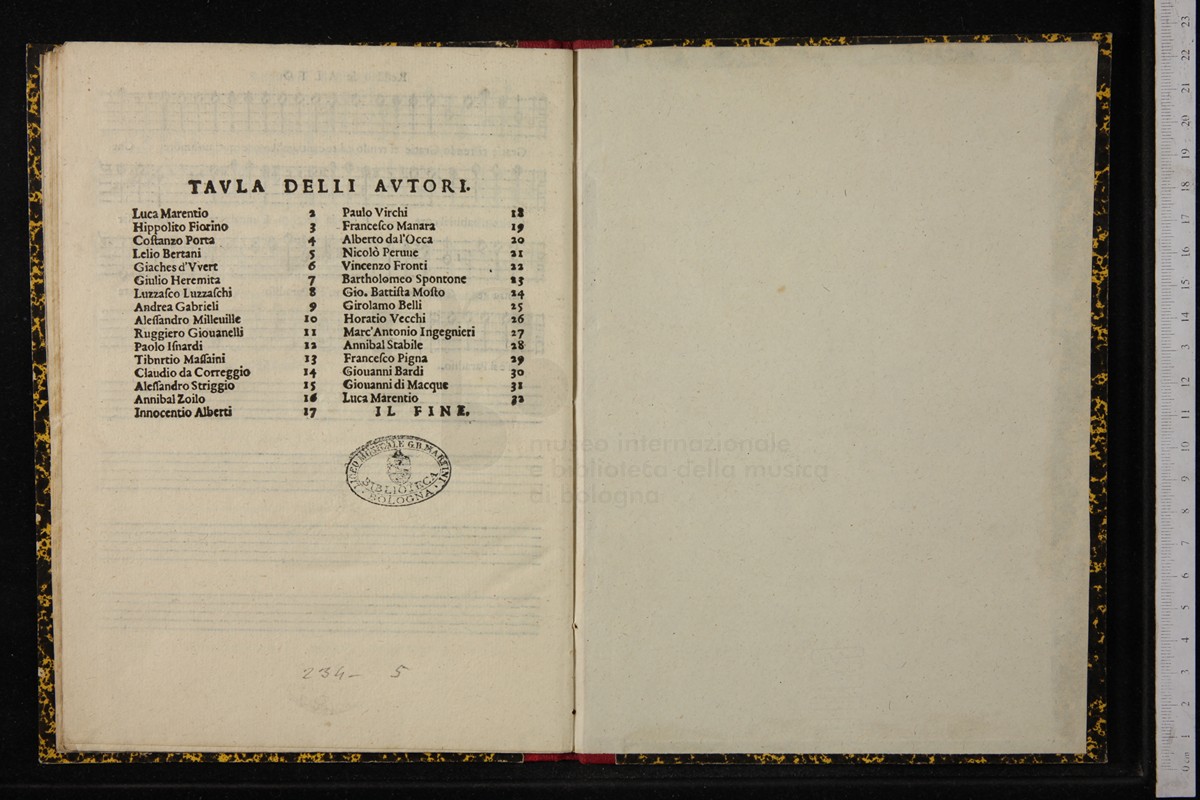 TAVLA DELLI AVTORI.
Luca Marentio 2
Hippolito Fiorino 3
Coſtanzo Porta 4
Lelio Bertani 5
Giaches d'Vvert 6
Giulio Heremita 7
Luzzaſco Luzzaſchi 8
Andrea Gabrieli 9
Aleſſandro Milleuille 10
Ruggiero Giouanelli 11
Paolo Iſnardi 12
Tiburtio Maſſaini 13
Claudio da Correggio 14
Aleſſandro Striggio 15
Annibal Zoilo 16
Innocentio Alberti 17
Paulo Virchi 18
Franceſco Manara 19
Alberto dal'Occa 20
Nicolò Peruue 21
Vincenzo Fronti 22
Bartholomeo Spontone 23
Gio. Battiſta Moſto 24
Girolamo Belli 25
Horatio Vecchi 26
Marc'Antonio Ingegnieri 27
Annibal Stabile 28
Franceſco Pigna 29
Giouanni Bardi 30
Giouanni di Macque 31
Luca Marentio 32
IL FINE.
LICEO MUSICALE G.B. MARTINI
BIBLIOTECA
BOLOGNA
234- 5
museo internazionale
e biblioteca della musica
di bologna